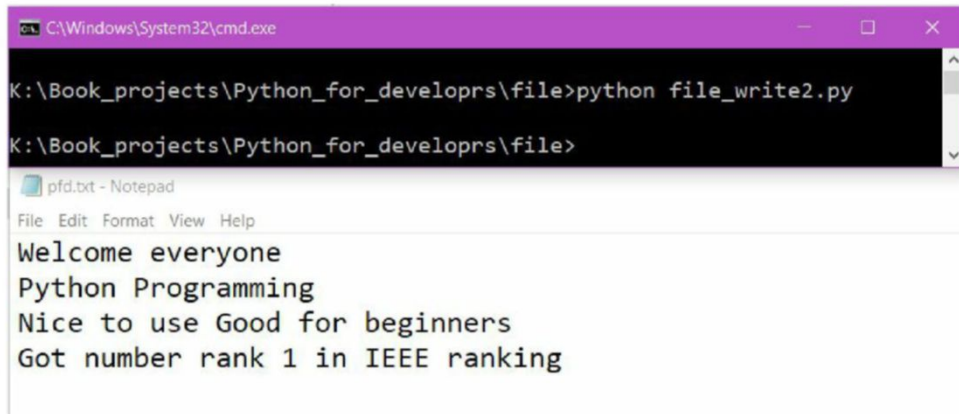 C:\Windows\System32\cmd.exe
K:\Book_projects\Python_for_developrs\file>python file_write2.py
K:\Book_projects\Python_for_developrs\file>
pfd.txt - Notepad
File Edit Format View Help
Welcome everyone
Python Programming
Nice to use Good for beginners
Got number rank 1 in IEEE ranking